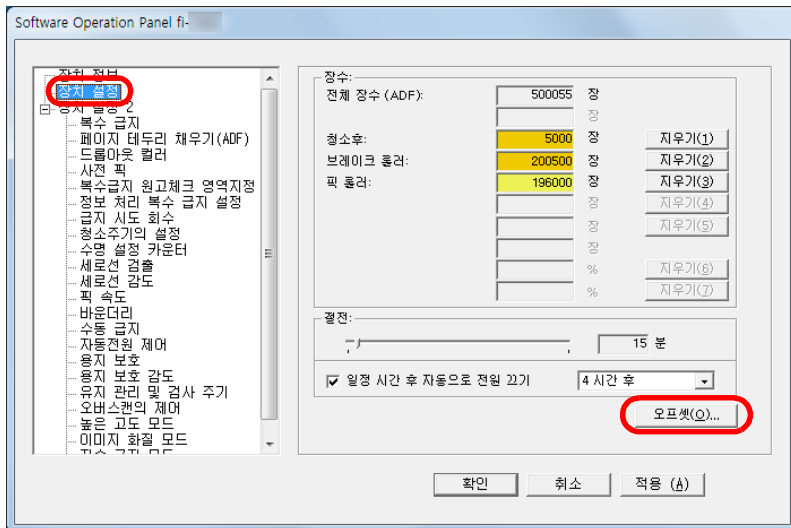 Software Operation Panel fi-
장치 정보
장치 설정
장치 설정 2
복수 급지
페이지 테두리 채우기(ADF)
드롭아웃 컬러
사전 픽
복수급지 원고체크 영역지정
정보 처리 복수 급지 설정
급지 시도 회수
청소주기의 설정
수명 설정 카운터
세로선 검출
세로선 감도
픽 속도
바운더리
수동 급지
자동전원 제어
용지 보호
용지 보호 감도
유지 관리 및 검사 주기
오버스캔의 제어
높은 고도 모드
이미지 화질 모드
장수:
전체 장수 (ADF): 500055 장
장
청소후: 5000 장 지우기(1)
브레이크 롤러: 200500 장 지우기(2)
픽 롤러: 196000 장 지우기(3)
장 지우기(4)
장 지우기(5)
장
% 지우기(6)
% 지우기(7)
절전:
15 분
일정 시간 후 자동으로 전원 끄기 4 시간 후
오프셋(O)...
확인 취소 적용 (A)